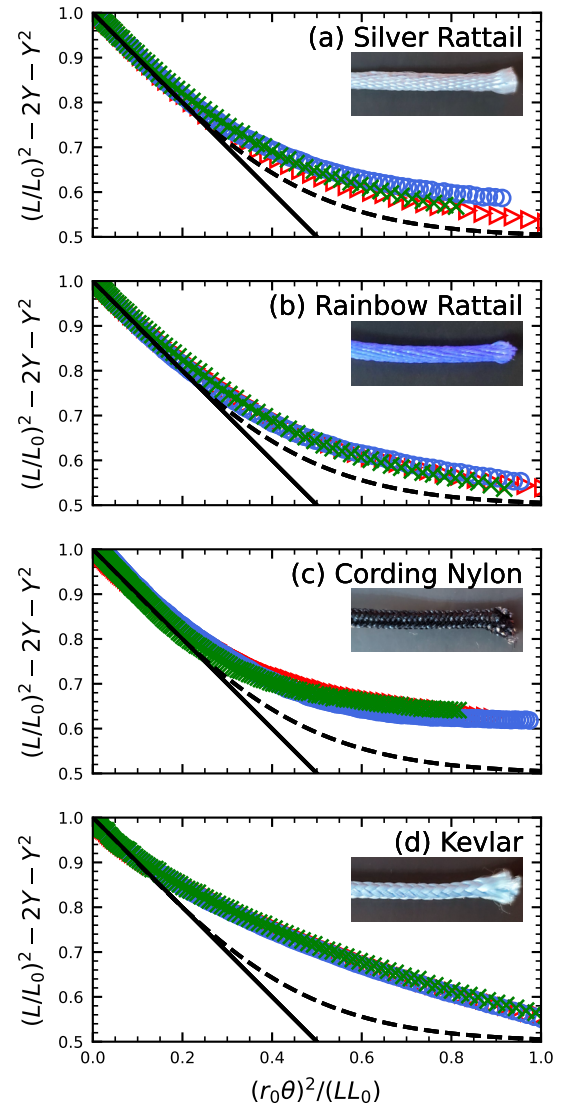 (a) Silver Rattail
(L/L₀)² − 2Y − Y²
1.0
0.9
0.8
0.7
0.6
0.5
(b) Rainbow Rattail
(L/L₀)² − 2Y − Y²
1.0
0.9
0.8
0.7
0.6
0.5
(c) Cording Nylon
(L/L₀)² − 2Y − Y²
1.0
0.9
0.8
0.7
0.6
0.5
(d) Kevlar
(L/L₀)² − 2Y − Y²
1.0
0.9
0.8
0.7
0.6
0.5
0.0 0.2 0.4 0.6 0.8 1.0
(r₀θ)²/(LL₀)